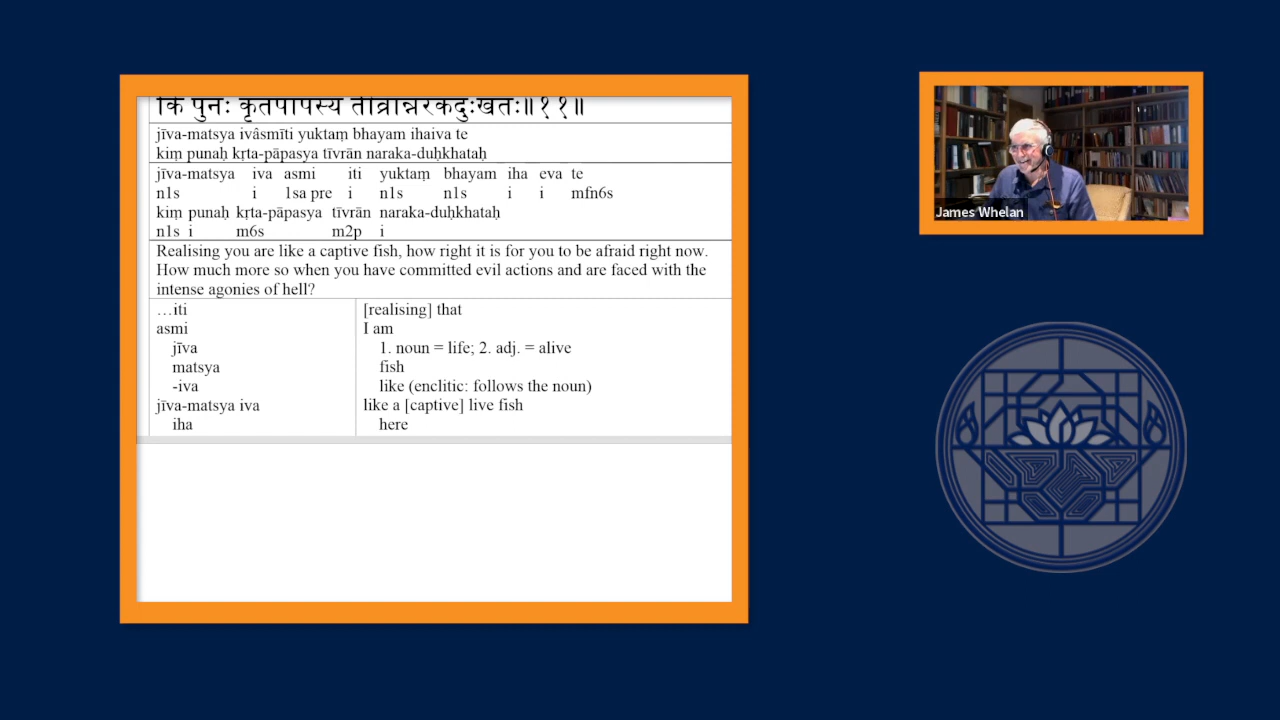 किं पुनः कृतपापस्य तीव्रान्नरकदुःखतः॥११॥
jīva-matsya ivâsmīti yuktaṃ bhayam ihaiva te
kiṃ punaḥ kṛta-pāpasya tīvrān naraka-duḥkhataḥ
jīva-matsya iva asmi iti yuktaṃ bhayam iha eva te
n1s i 1sa pre i n1s n1s i i mfn6s
kiṃ punaḥ kṛta-pāpasya tīvrān naraka-duḥkhataḥ
n1s i m6s m2p i
Realising you are like a captive fish, how right it is for you to be afraid right now.
How much more so when you have committed evil actions and are faced with the
intense agonies of hell?
…iti [realising] that
asmi I am
jīva 1. noun = life; 2. adj. = alive
matsya fish
-iva like (enclitic: follows the noun)
jīva-matsya iva like a [captive] live fish
iha here
James Whelan